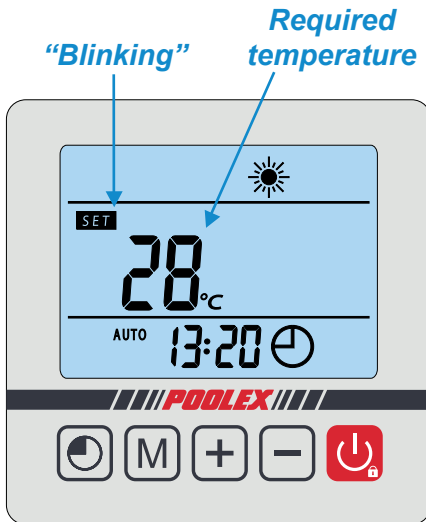 Required
“Blinking” temperature
SET
28 °C
AUTO 13:20
POOLEX
M + −